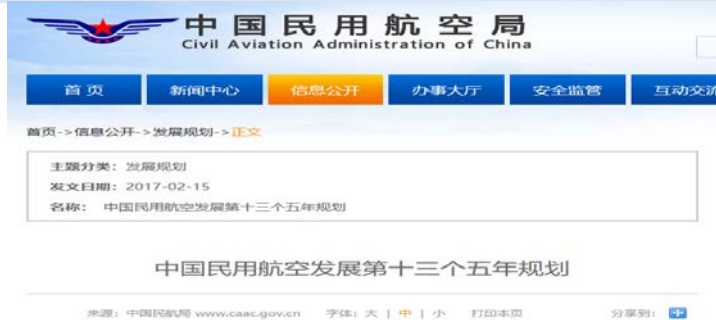 中国民用航空局
Civil Aviation Administration of China
首页 新闻中心 信息公开 办事大厅 安全监管 互动交流
首页->信息公开->发展规划->正文
主题分类：发展规划
发文日期：2017-02-15
名称： 中国民用航空发展第十三个五年规划
中国民用航空发展第十三个五年规划
来源：中国民航局 www.caac.gov.cn 字体：大 | 中 | 小 打印本页 分享到：